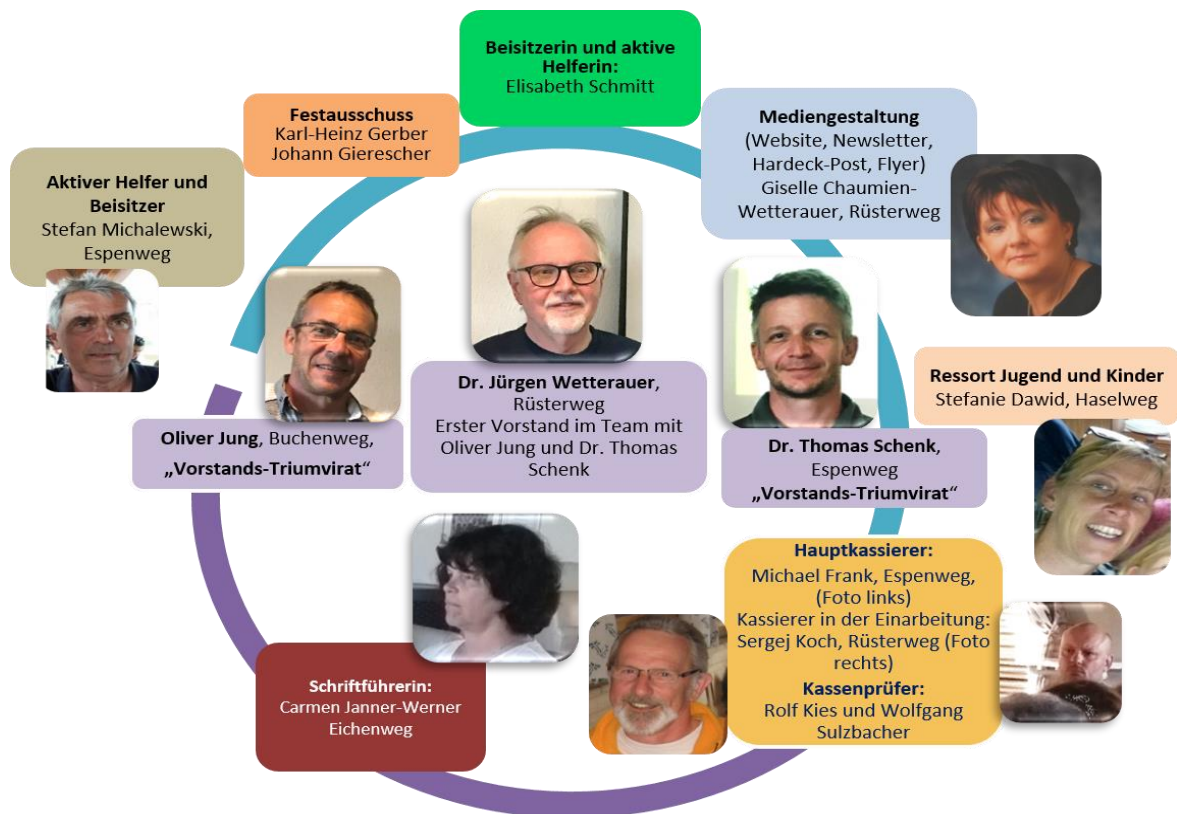 Beisitzerin und aktive
Helferin:
Elisabeth Schmitt
Festausschuss
Karl-Heinz Gerber
Johann Gierescher
Mediengestaltung
(Website, Newsletter,
Hardeck-Post, Flyer)
Giselle Chaumien-
Wetterauer, Rüsterweg
Aktiver Helfer und
Beisitzer
Stefan Michalewski,
Espenweg
Oliver Jung, Buchenweg,
„Vorstands-Triumvirat“
Dr. Jürgen Wetterauer,
Rüsterweg
Erster Vorstand im Team mit
Oliver Jung und Dr. Thomas
Schenk
Dr. Thomas Schenk,
Espenweg
„Vorstands-Triumvirat“
Ressort Jugend und Kinder
Stefanie Dawid, Haselweg
Schriftführerin:
Carmen Janner-Werner
Eichenweg
Hauptkassierer:
Michael Frank, Espenweg,
(Foto links)
Kassierer in der Einarbeitung:
Sergej Koch, Rüsterweg (Foto
rechts)
Kassenprüfer:
Rolf Kies und Wolfgang
Sulzbacher